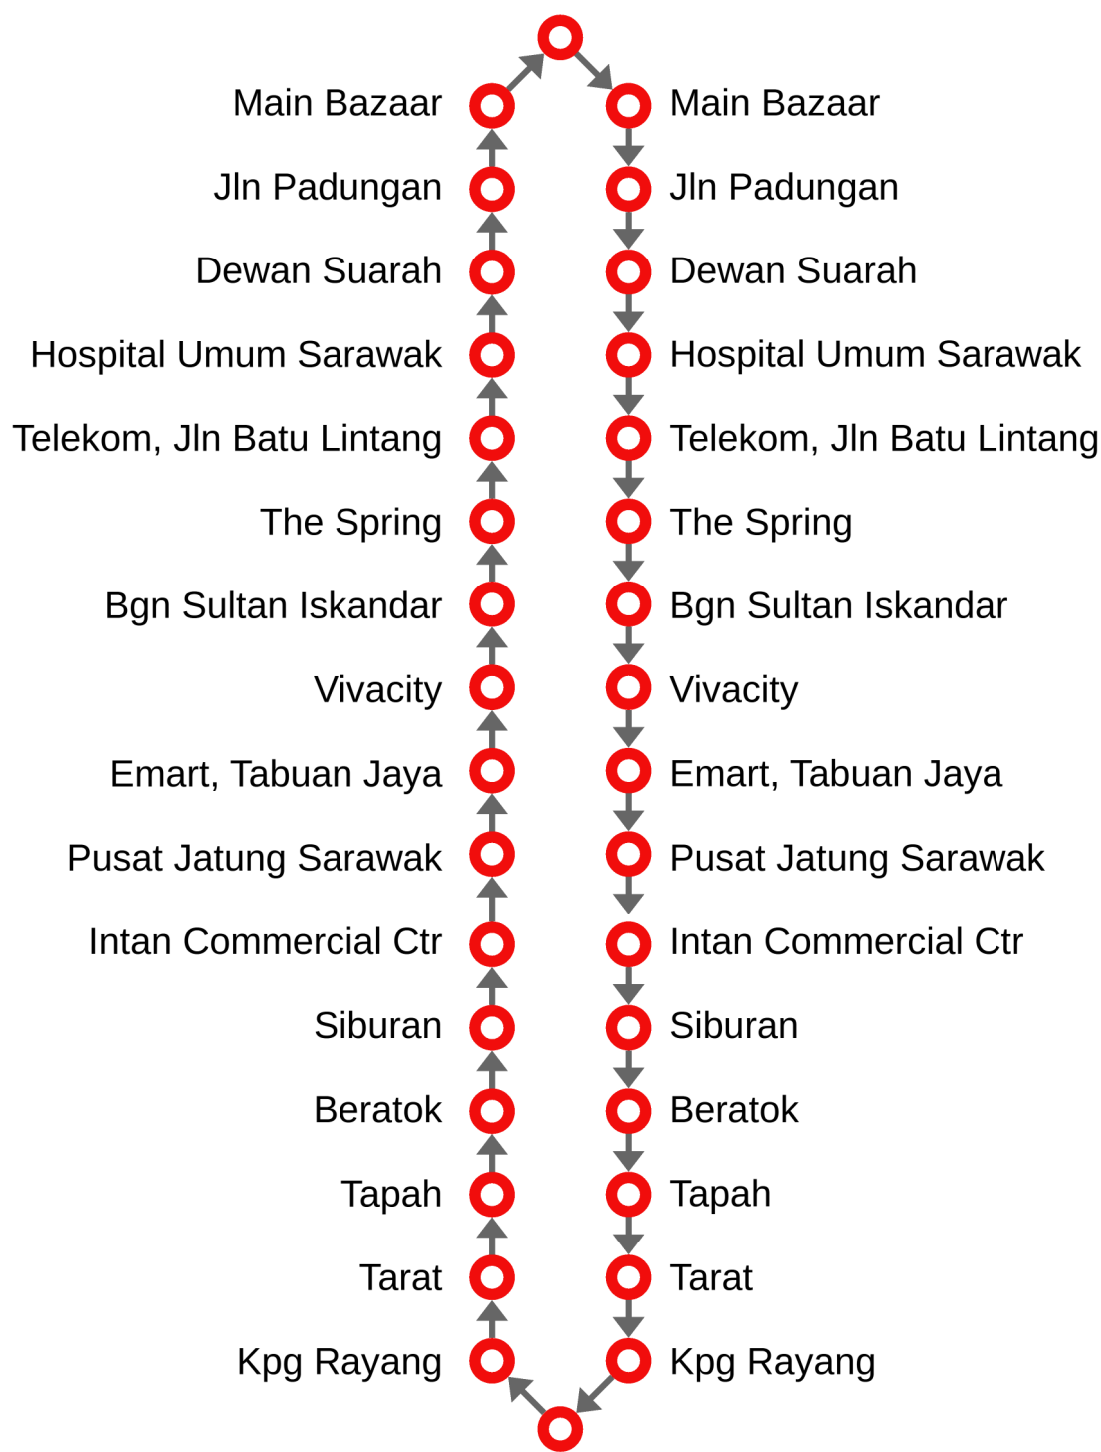 Main Bazaar Main Bazaar
Jln Padungan Jln Padungan
Dewan Suarah Dewan Suarah
Hospital Umum Sarawak Hospital Umum Sarawak
Telekom, Jln Batu Lintang Telekom, Jln Batu Lintang
The Spring The Spring
Bgn Sultan Iskandar Bgn Sultan Iskandar
Vivacity Vivacity
Emart, Tabuan Jaya Emart, Tabuan Jaya
Pusat Jatung Sarawak Pusat Jatung Sarawak
Intan Commercial Ctr Intan Commercial Ctr
Siburan Siburan
Beratok Beratok
Tapah Tapah
Tarat Tarat
Kpg Rayang Kpg Rayang